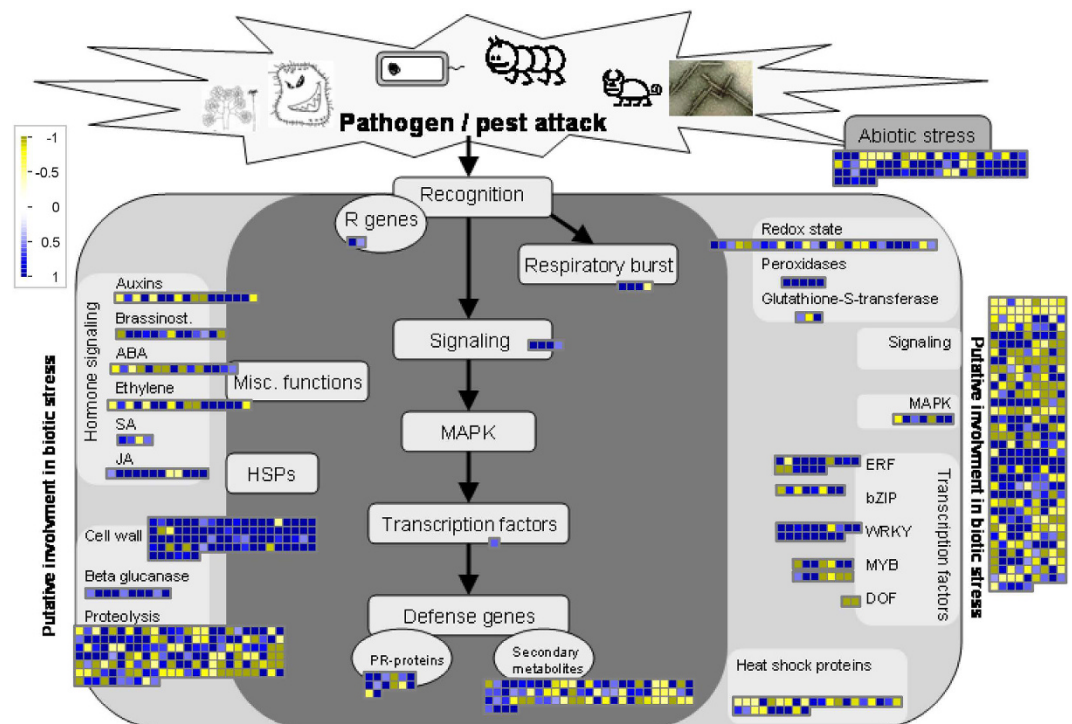 Pathogen / pest attack
Abiotic stress
-1
-0.5
0
0.5
1
Recognition
R genes
Respiratory burst
Redox state
Peroxidases
Glutathione-S-transferase
Hormone signaling
Auxins
Brassinost.
ABA
Ethylene
SA
JA
Misc. functions
HSPs
Signaling
MAPK
Transcription factors
Defense genes
PR-proteins
Secondary
metabolites
Signaling
MAPK
ERF
bZIP
WRKY
MYB
DOF
Transcription factors
Cell wall
Beta glucanase
Proteolysis
Heat shock proteins
Putative involvment in biotic stress
Putative involvment in biotic stress